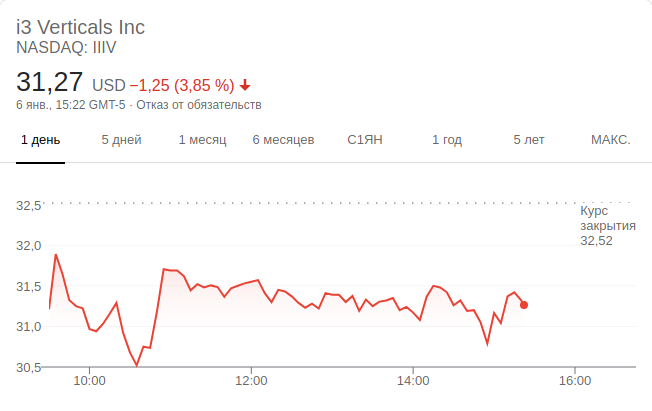 i3 Verticals Inc
NASDAQ: IIIV
31,27 USD −1,25 (3,85 %)
6 янв., 15:22 GMT-5 · Отказ от обязательств
1 день 5 дней 1 месяц 6 месяцев С1ЯН 1 год 5 лет МАКС.
32,5
Курс
закрытия
32,52
32,0
31,5
31,0
30,5
10:00 12:00 14:00 16:00